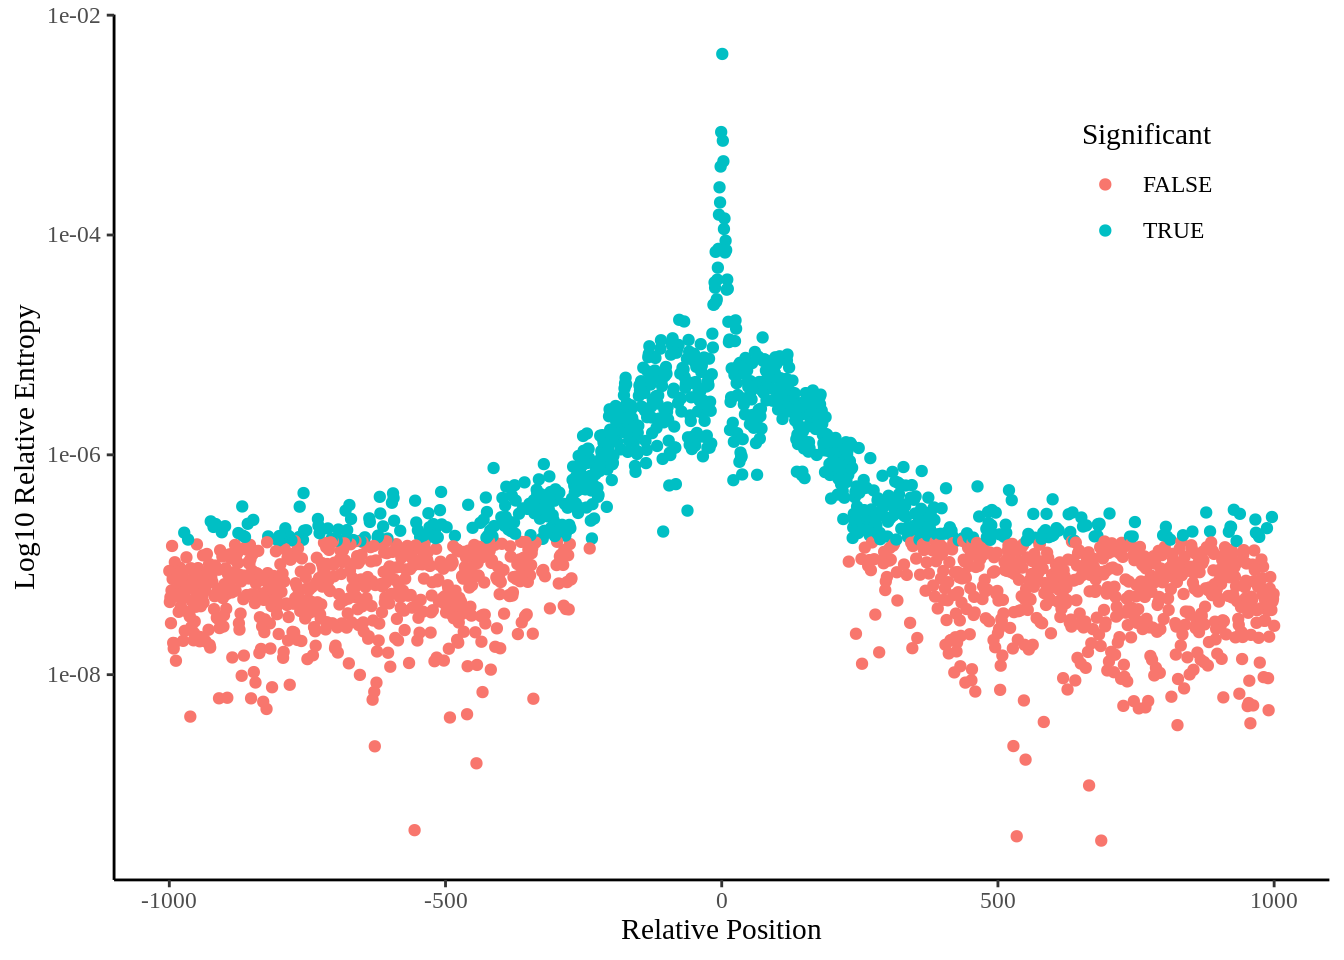 1e-02
1e-04
1e-06
1e-08
Log10 Relative Entropy
Significant
FALSE
TRUE
-1000
-500
0
500
1000
Relative Position